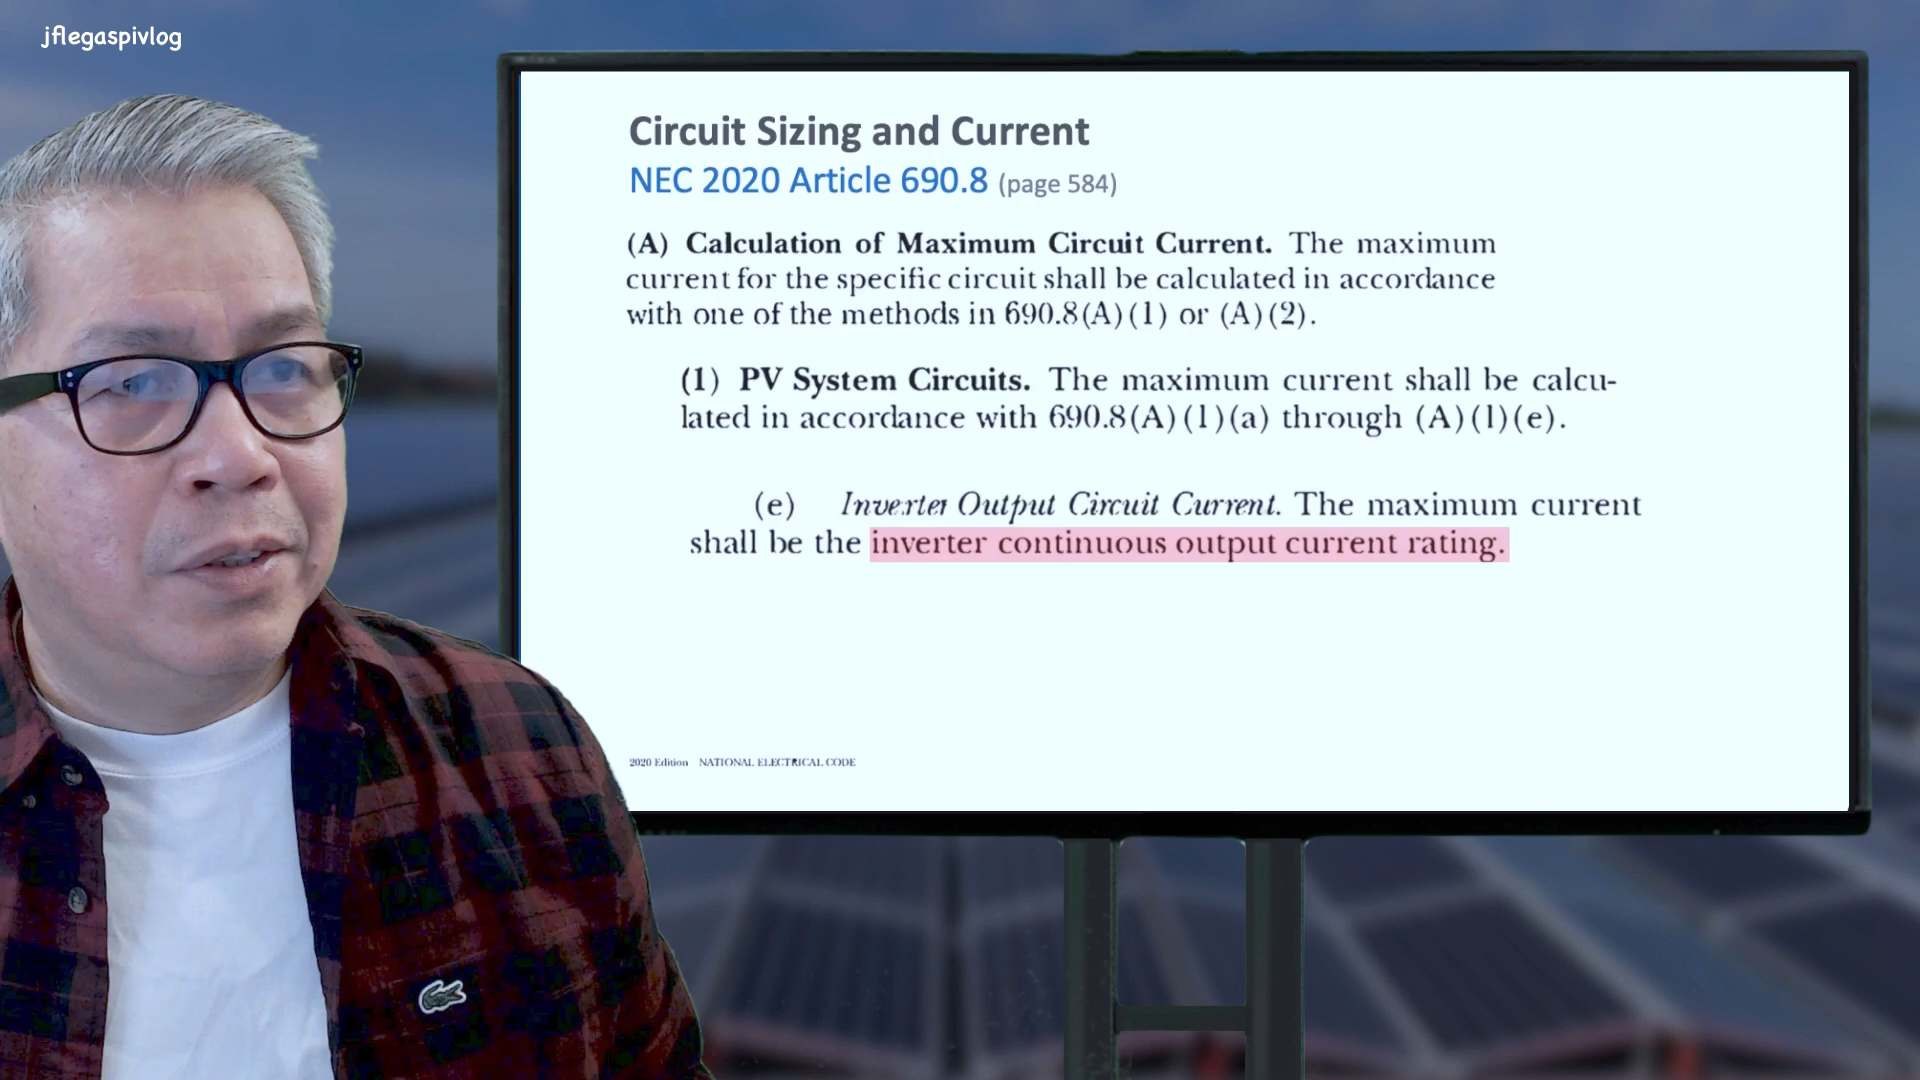 jflegaspivlog
Circuit Sizing and Current
NEC 2020 Article 690.8 (page 584)
(A) Calculation of Maximum Circuit Current. The maximum
current for the specific circuit shall be calculated in accordance
with one of the methods in 690.8(A)(1) or (A)(2).
(1) PV System Circuits. The maximum current shall be calcu-
lated in accordance with 690.8(A)(1)(a) through (A)(1)(e).
(e) Inverter Output Circuit Current. The maximum current
shall be the inverter continuous output current rating.
2020 Edition NATIONAL ELECTRICAL CODE